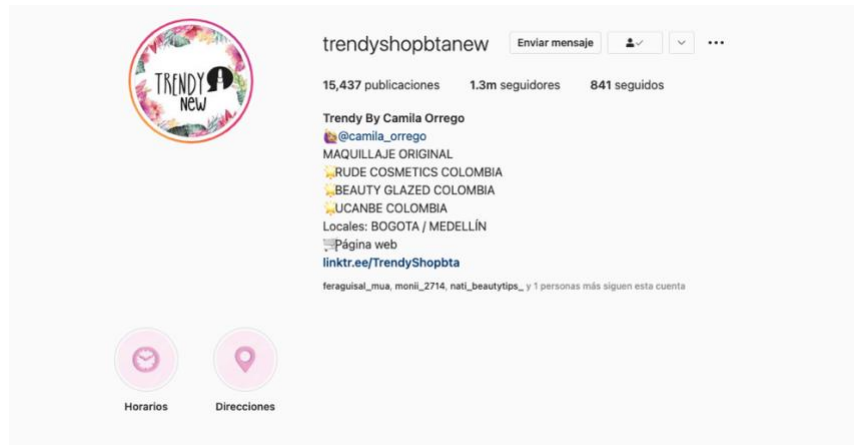 TRENDY
NEW
trendyshopbtanew Enviar mensaje
15,437 publicaciones 1.3m seguidores 841 seguidos
Trendy By Camila Orrego
@camila_orrego
MAQUILLAJE ORIGINAL
RUDE COSMETICS COLOMBIA
BEAUTY GLAZED COLOMBIA
UCANBE COLOMBIA
Locales: BOGOTA / MEDELLÍN
Página web
linktr.ee/TrendyShopbta
feraguisal_mua, monii_2714, nati_beautytips_ y 1 personas más siguen esta cuenta
Horarios Direcciones